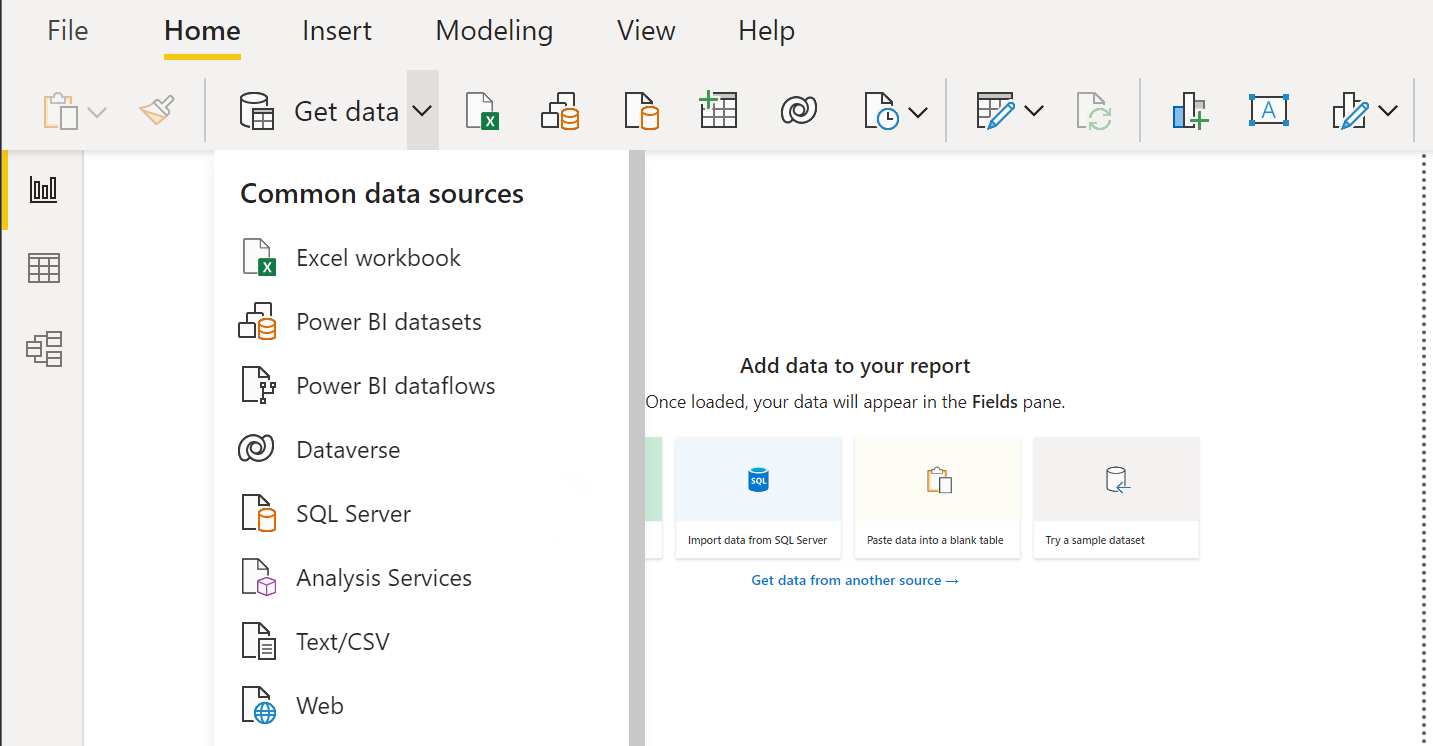 File Home Insert Modeling View Help
Get data
X
A
Common data sources
X
Excel workbook
Power BI datasets
Power BI dataflows
Dataverse
SQL Server
Analysis Services
Text/CSV
Web
Add data to your report
Once loaded, your data will appear in the Fields pane.
SQL
Import data from SQL Server
Paste data into a blank table
Try a sample dataset
Get data from another source →